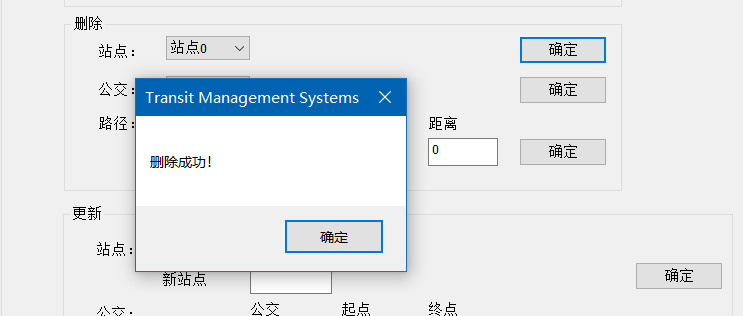 删除
站点：
站点0
确定
公交：
确定
路径：
距离
0
确定
Transit Management Systems
删除成功！
确定
更新
站点：
新站点
确定
公交：
公交
起点
终点